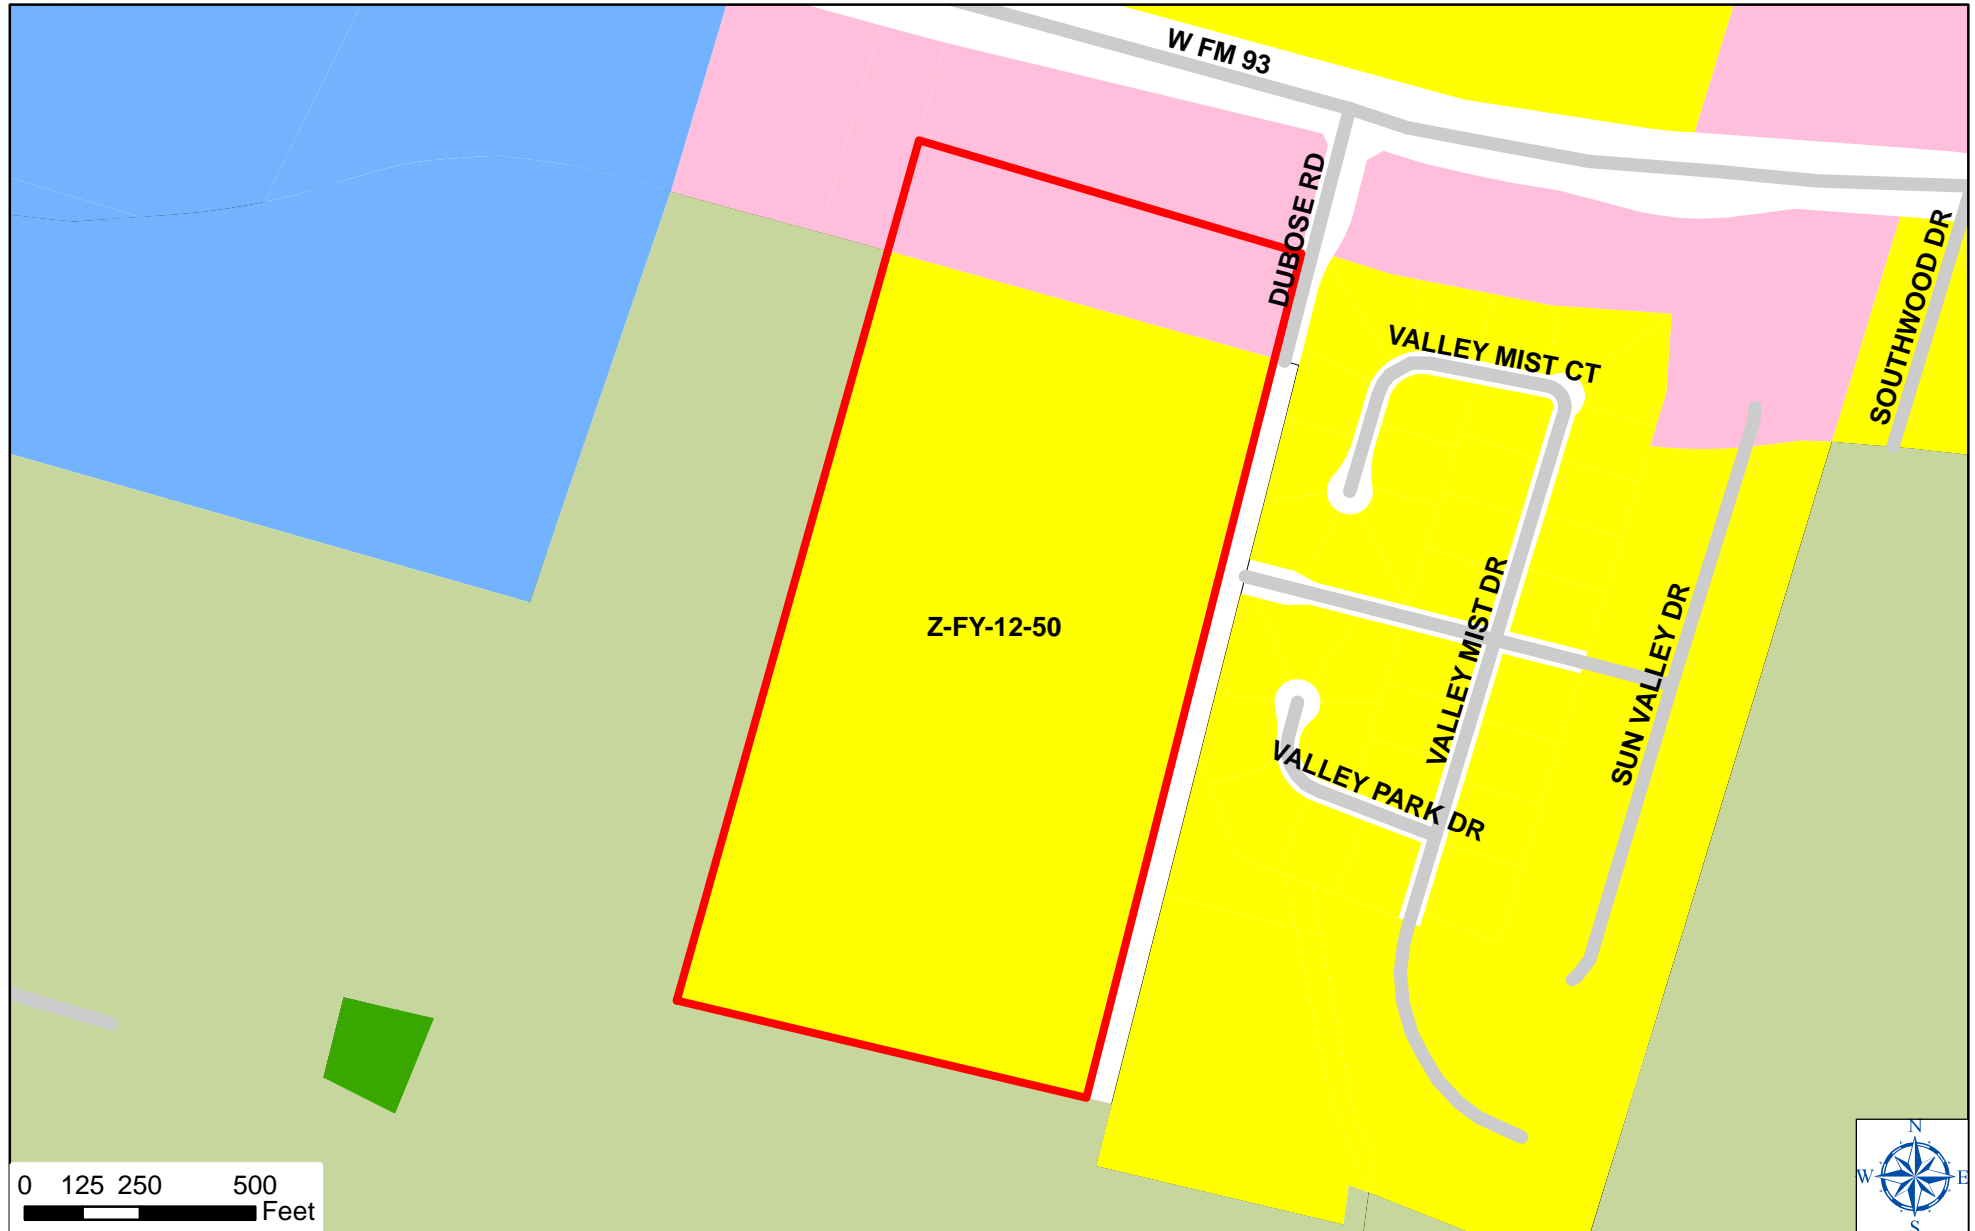 W FM 93
DUBOSE RD
SOUTHWOOD DR
VALLEY MIST CT
Z-FY-12-50
VALLEY MIST DR
SUN VALLEY DR
VALLEY PARK DR
0 125 250 500
Feet
N
W E
S